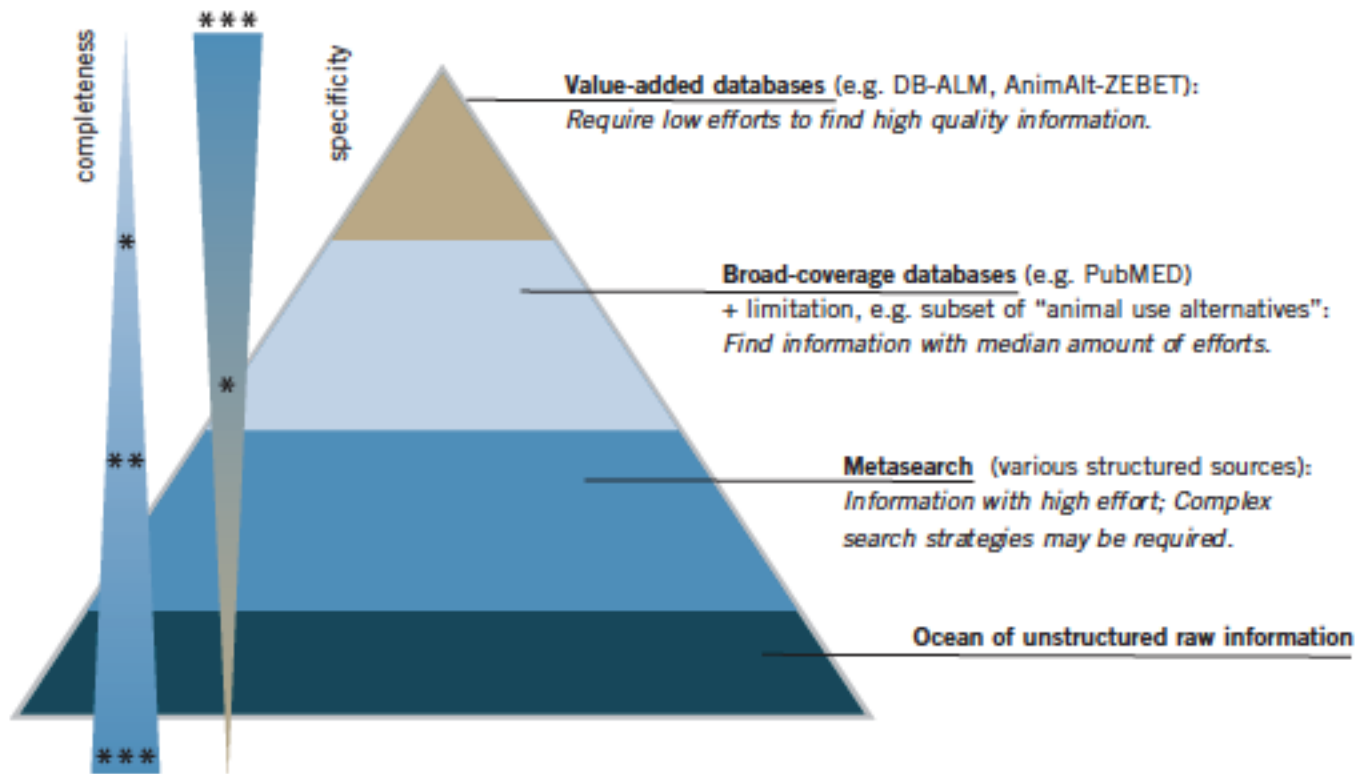 ***
completeness
specificity
Value-added databases (e.g. DB-ALM, AnimAlt-ZEBET):
Require low efforts to find high quality information.
*
Broad-coverage databases (e.g. PubMED)
+ limitation, e.g. subset of "animal use alternatives":
Find information with median amount of efforts.
*
**
Metasearch (various structured sources):
Information with high effort; Complex
search strategies may be required.
Ocean of unstructured raw information
***